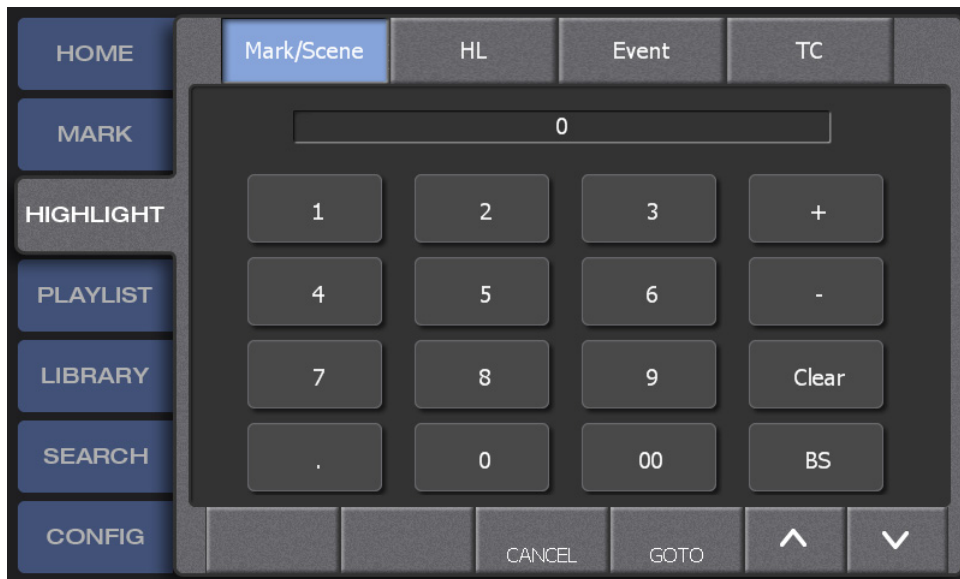 HOME
Mark/Scene
HL
Event
TC
MARK
0
HIGHLIGHT
1
2
3
+
PLAYLIST
4
5
6
-
LIBRARY
7
8
9
Clear
SEARCH
.
0
00
BS
CONFIG
CANCEL
GOTO